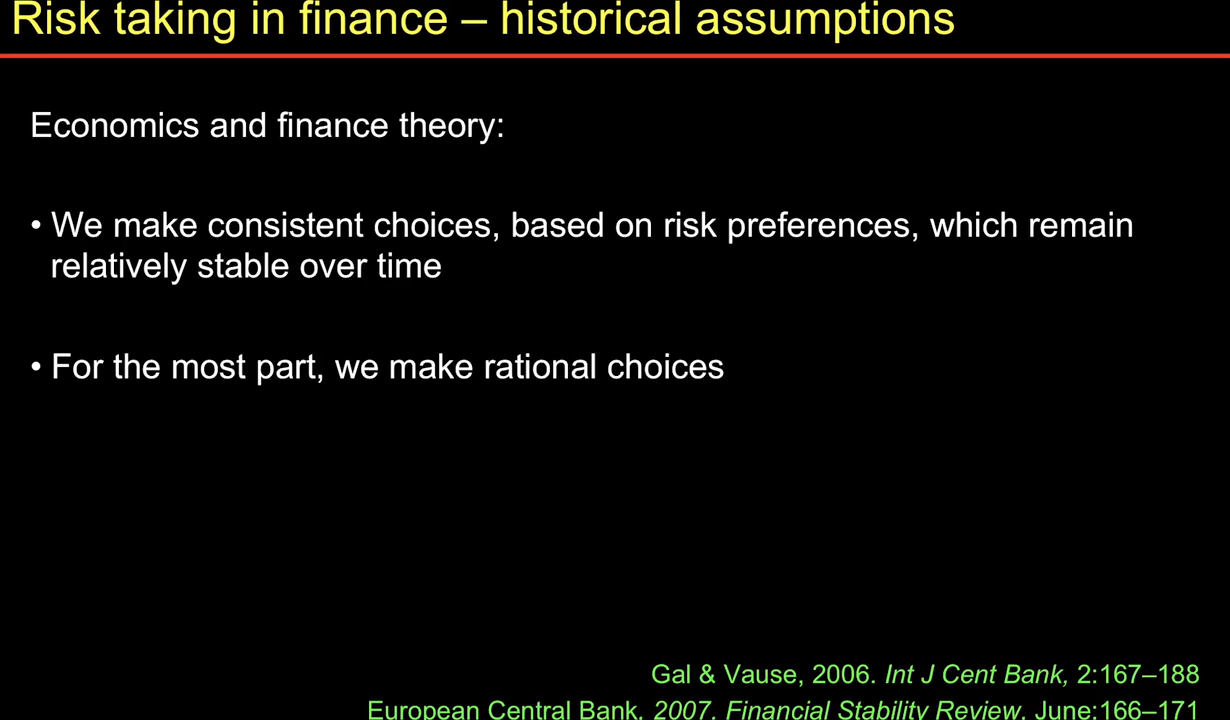 Risk taking in finance – historical assumptions
Economics and finance theory:
• We make consistent choices, based on risk preferences, which remain
relatively stable over time
• For the most part, we make rational choices
Gal & Vause, 2006. Int J Cent Bank, 2:167–188
European Central Bank, 2007. Financial Stability Review, June:166–171